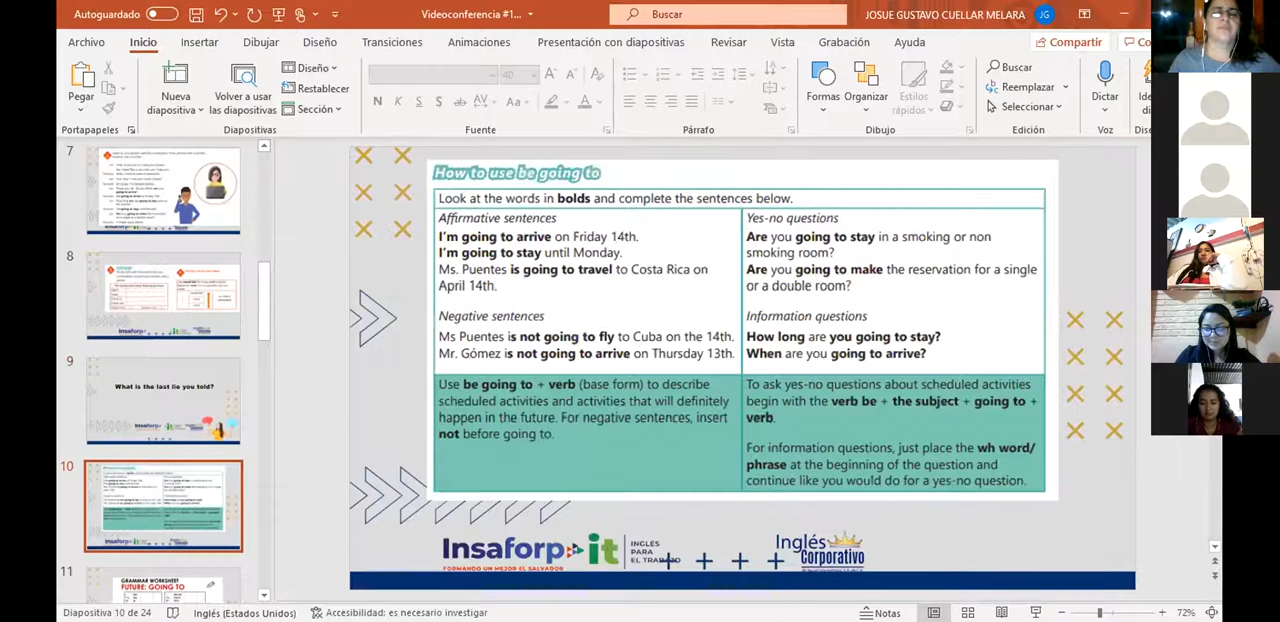 Autoguardado
Videoconferencia #1...
Buscar
JOSUE GUSTAVO CUELLAR MELARA
JG
Archivo Inicio Insertar Dibujar Diseño Transiciones Animaciones Presentación con diapositivas Revisar Vista Grabación Ayuda
Compartir
Co
Pegar
Nueva diapositiva
Volver a usar las diapositivas
Diseño
Restablecer
Sección
40
N K S S ab AV Aa A
Formas
Organizar
Estilos rápidos
Buscar
Reemplazar
Seleccionar
Dictar
Portapapeles
Diapositivas
Fuente
Párrafo
Dibujo
Edición
Voz
7
8
9
What is the last lie you told?
10
11
GRAMMAR WORKSHEET
FUTURE: GOING TO
How to use be going to
Look at the words in bolds and complete the sentences below.
Affirmative sentences
I'm going to arrive on Friday 14th.
I'm going to stay until Monday.
Ms. Puentes is going to travel to Costa Rica on
April 14th.
Negative sentences
Ms. Puentes is not going to fly to Cuba on the 14th.
Mr. Gómez is not going to arrive on Thursday 13th.
Yes-no questions
Are you going to stay in a smoking or non
smoking room?
Are you going to make the reservation for a single
or a double room?
Information questions
How long are you going to stay?
When are you going to arrive?
Use be going to + verb (base form) to describe
scheduled activities and activities that will definitely
happen in the future. For negative sentences, insert
not before going to.
To ask yes-no questions about scheduled activities
begin with the verb be + the subject + going to +
verb.
For information questions, just place the wh word/
phrase at the beginning of the question and
continue like you would do for a yes-no question.
Insaforp it
FORMANDO UN MEJOR EL SALVADOR
INGLÉS
PARA
EL TRABAJO
Inglés
Corporativo
Diapositiva 10 de 24
Inglés (Estados Unidos)
Accesibilidad: es necesario investigar
Notas
72%